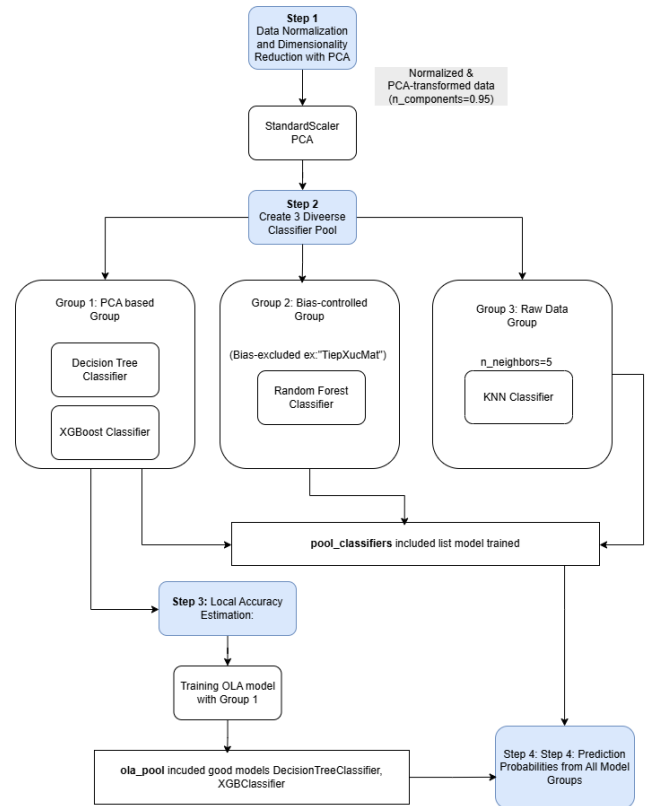 Step 1
Data Normalization
and Dimensionality
Reduction with PCA
Normalized &
PCA-transformed data
(n_components=0.95)
StandardScaler
PCA
Step 2
Create 3 Diveerse
Classifier Pool
Group 1: PCA based
Group
Decision Tree
Classifier
XGBoost Classifier
Group 2: Bias-controlled
Group
(Bias-excluded ex:"TiepXucMat")
Random Forest
Classifier
Group 3: Raw Data
Group
n_neighbors=5
KNN Classifier
pool_classifiers included list model trained
Step 3: Local Accuracy
Estimation:
Training OLA model
with Group 1
ola_pool incuded good models DecisionTreeClassifier,
XGBClassifier
Step 4: Step 4: Prediction
Probabilities from All Model
Groups